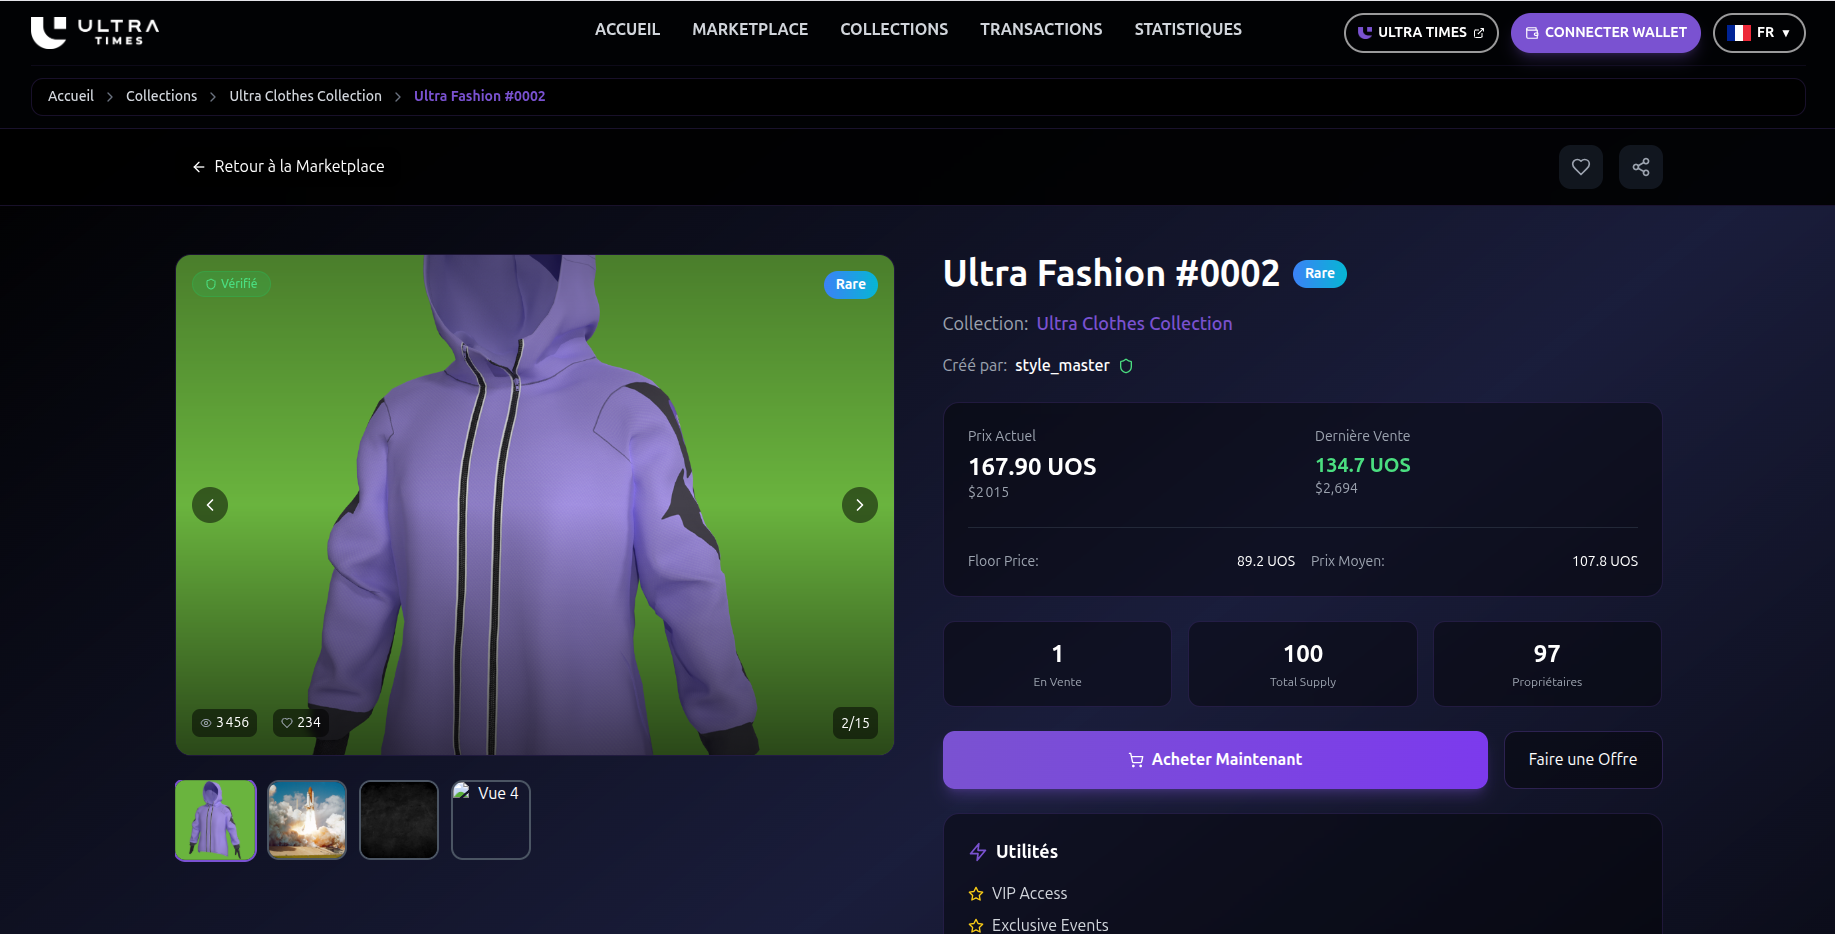 ULTRA
TIMES
ACCUEIL
MARKETPLACE
COLLECTIONS
TRANSACTIONS
STATISTIQUES
ULTRA TIMES
CONNECTER WALLET
FR
Accueil
Collections
Ultra Clothes Collection
Ultra Fashion #0002
Retour à la Marketplace
Vérifié
Rare
3 456
234
2/15
Vue 4
Ultra Fashion #0002
Rare
Collection: Ultra Clothes Collection
Créé par: style_master
Prix Actuel
167.90 UOS
$2 015
Dernière Vente
134.7 UOS
$2,694
Floor Price:
89.2 UOS
Prix Moyen:
107.8 UOS
1
En Vente
100
Total Supply
97
Propriétaires
Acheter Maintenant
Faire une Offre
Utilités
VIP Access
Exclusive Events